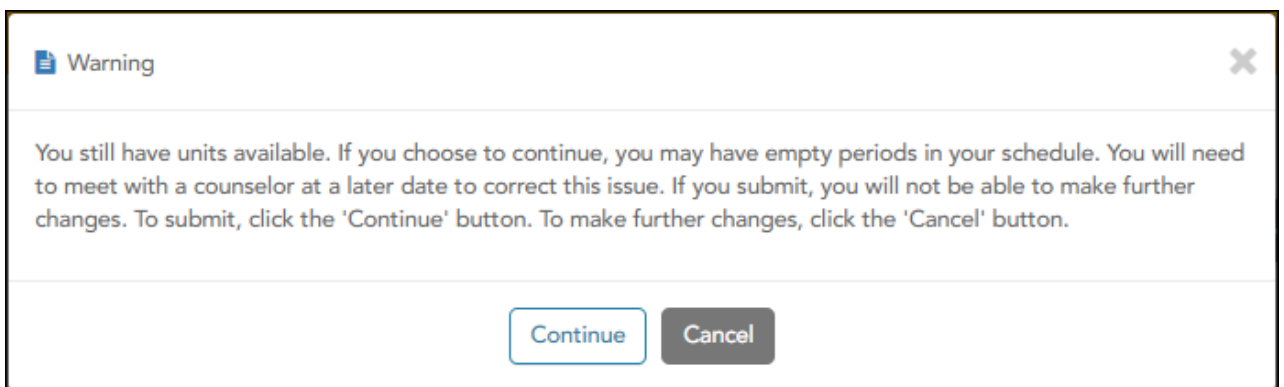 Warning
You still have units available. If you choose to continue, you may have empty periods in your schedule. You will need
to meet with a counselor at a later date to correct this issue. If you submit, you will not be able to make further
changes. To submit, click the 'Continue' button. To make further changes, click the 'Cancel' button.
Continue Cancel